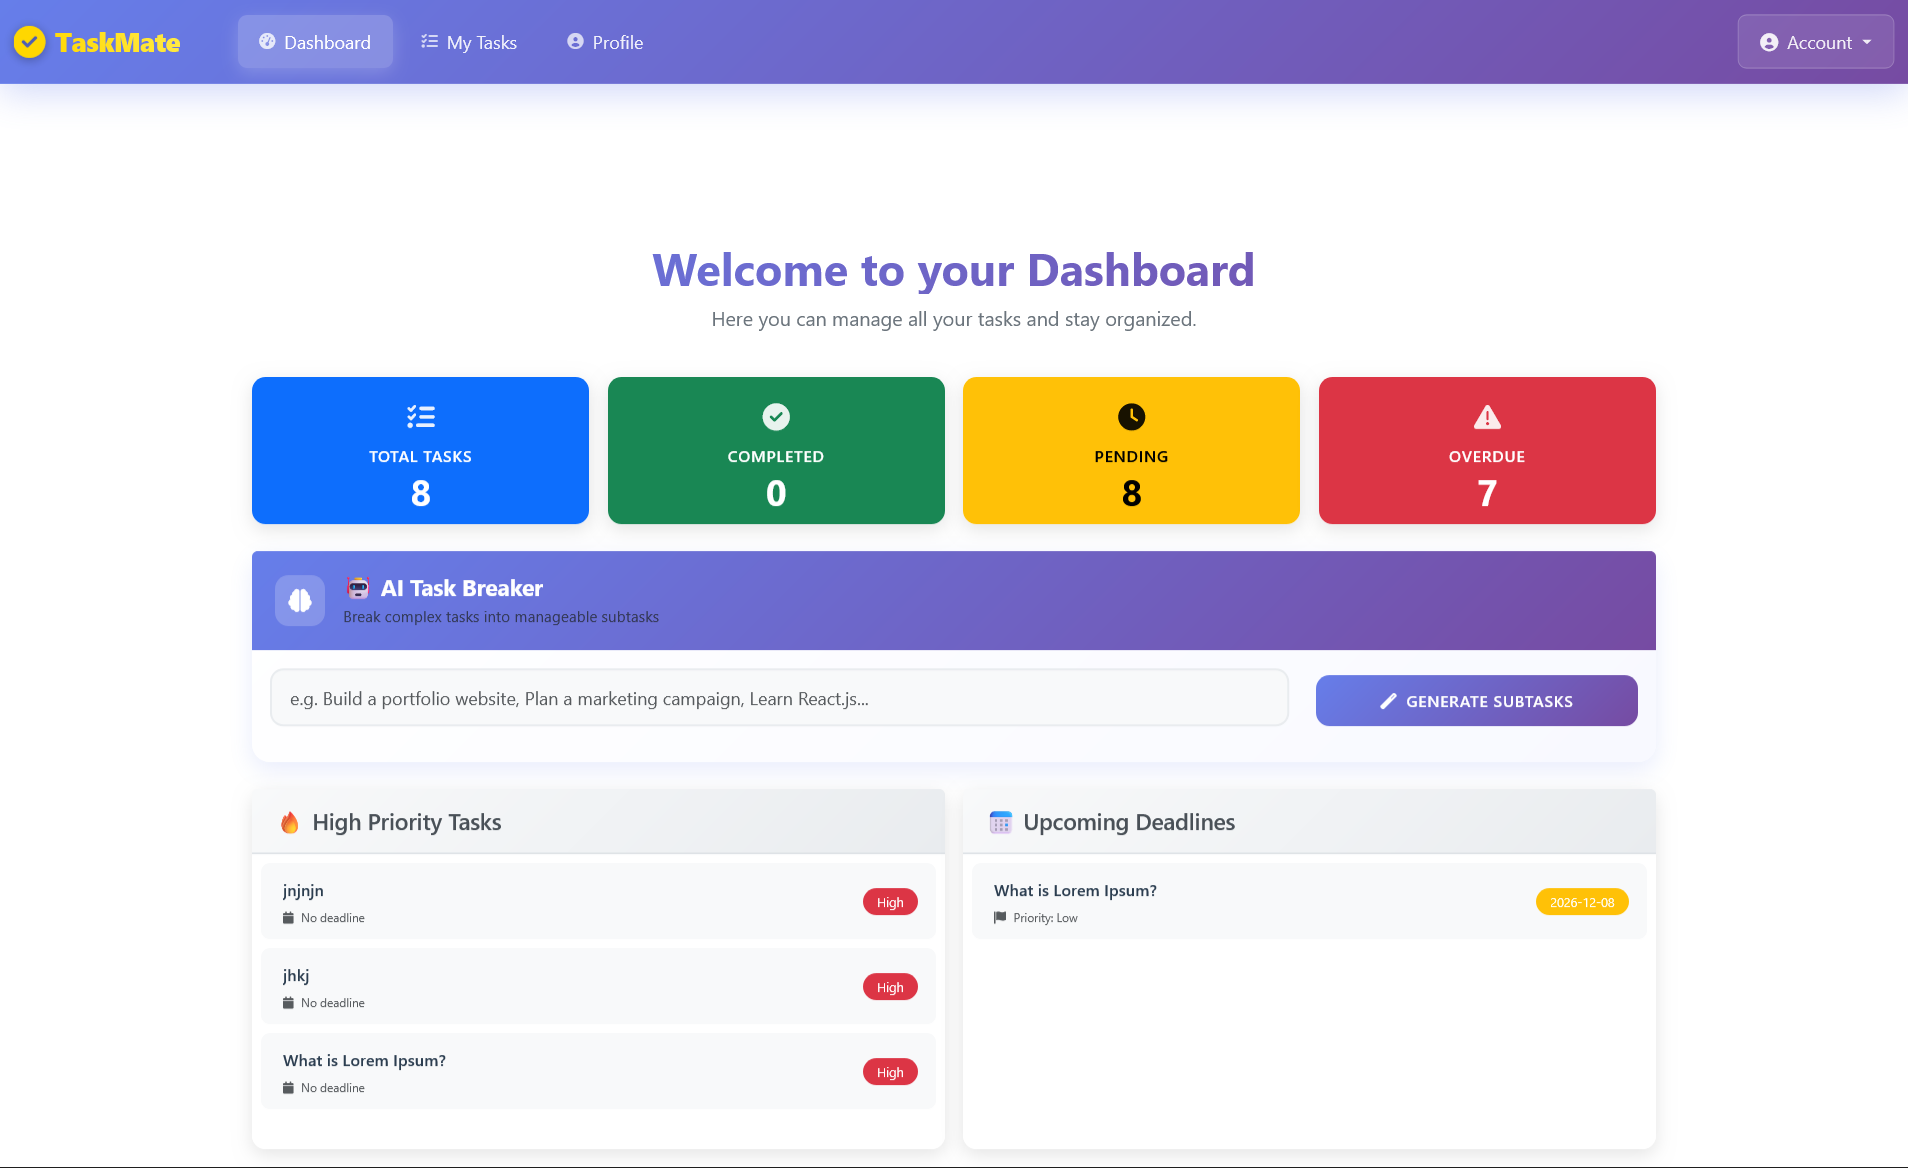 TaskMate
Dashboard
My Tasks
Profile
Account
Welcome to your Dashboard
Here you can manage all your tasks and stay organized.
TOTAL TASKS
8
COMPLETED
0
PENDING
8
OVERDUE
7
AI Task Breaker
Break complex tasks into manageable subtasks
e.g. Build a portfolio website, Plan a marketing campaign, Learn React.js...
GENERATE SUBTASKS
High Priority Tasks
jnjnjn
No deadline
High
jhkj
No deadline
High
What is Lorem Ipsum?
No deadline
High
Upcoming Deadlines
What is Lorem Ipsum?
Priority: Low
2026-12-08